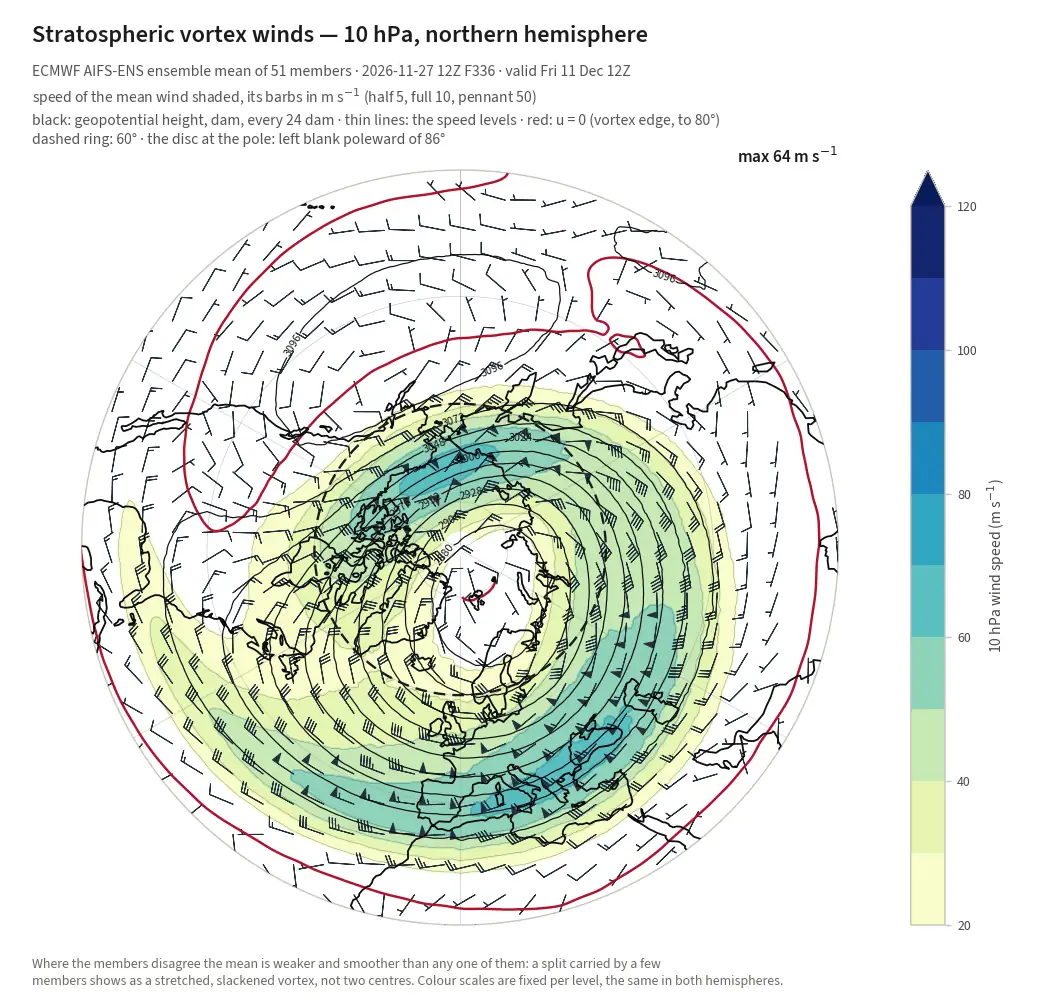 Stratospheric vortex winds — 10 hPa, northern hemisphere
ECMWF AIFS-ENS ensemble mean of 51 members · 2026-11-27 12Z F336 · valid Fri 11 Dec 12Z
speed of the mean wind shaded, its barbs in m s⁻¹ (half 5, full 10, pennant 50)
black: geopotential height, dam, every 24 dam · thin lines: the speed levels · red: u = 0 (vortex edge, to 80°)
dashed ring: 60° · the disc at the pole: left blank poleward of 86°
max 64 m s⁻¹
120
100
80
60
40
20
10 hPa wind speed (m s⁻¹)
3096
3096
3096
3024
2928
Where the members disagree the mean is weaker and smoother than any one of them: a split carried by a few
members shows as a stretched, slackened vortex, not two centres. Colour scales are fixed per level, the same in both hemispheres.